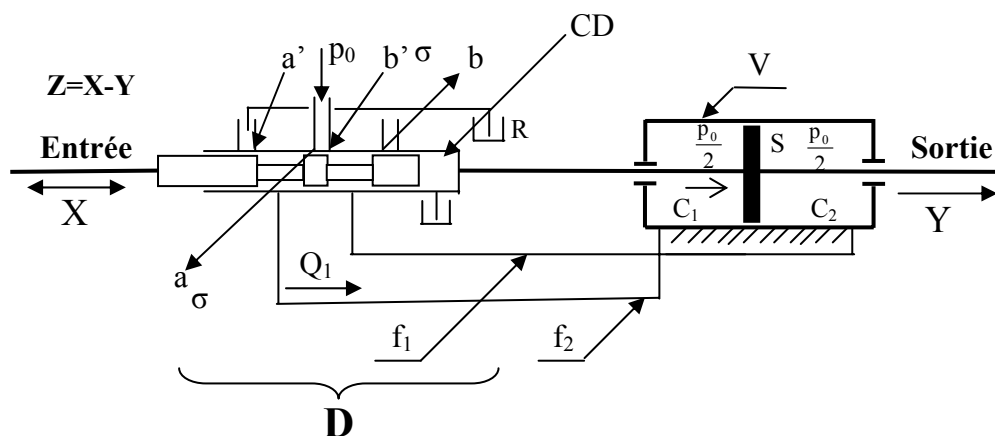 CD
a’ p₀ b’ σ b V
Z=X-Y
R
p₀/2 S p₀/2
Entrée Sortie
X C₁ C₂ Y
a σ Q₁
f₁ f₂
D